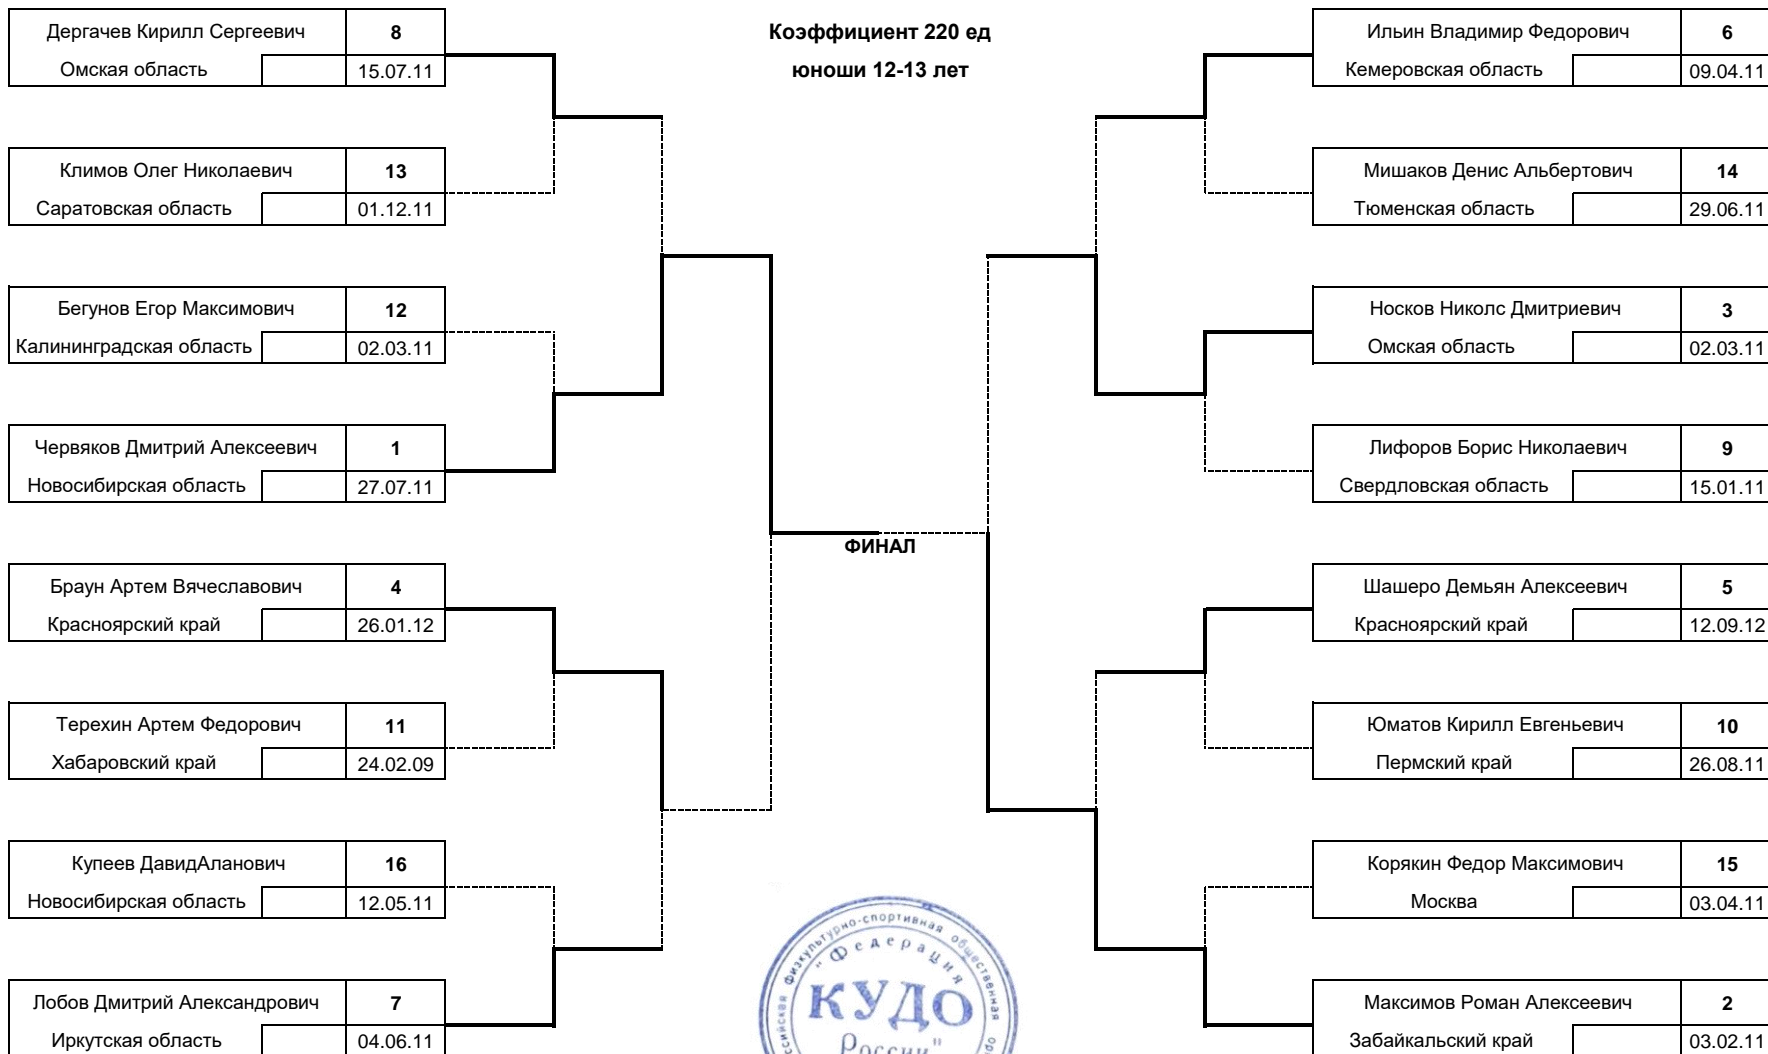 Коэффициент 220 ед
юноши 12-13 лет
Дергачев Кирилл Сергеевич 8
Омская область 15.07.11
Климов Олег Николаевич 13
Саратовская область 01.12.11
Бегунов Егор Максимович 12
Калининградская область 02.03.11
Червяков Дмитрий Алексеевич 1
Новосибирская область 27.07.11
Браун Артем Вячеславович 4
Красноярский край 26.01.12
Терехин Артем Федорович 11
Хабаровский край 24.02.09
Купеев ДавидАланович 16
Новосибирская область 12.05.11
Лобов Дмитрий Александрович 7
Иркутская область 04.06.11
ФИНАЛ
Ильин Владимир Федорович 6
Кемеровская область 09.04.11
Мишаков Денис Альбертович 14
Тюменская область 29.06.11
Носков Николс Дмитриевич 3
Омская область 02.03.11
Лифоров Борис Николаевич 9
Свердловская область 15.01.11
Шашеро Демьян Алексеевич 5
Красноярский край 12.09.12
Юматов Кирилл Евгеньевич 10
Пермский край 26.08.11
Корякин Федор Максимович 15
Москва 03.04.11
Максимов Роман Алексеевич 2
Забайкальский край 03.02.11
физкультурно-спортивная общественная
"Федерация
КУДО
России"